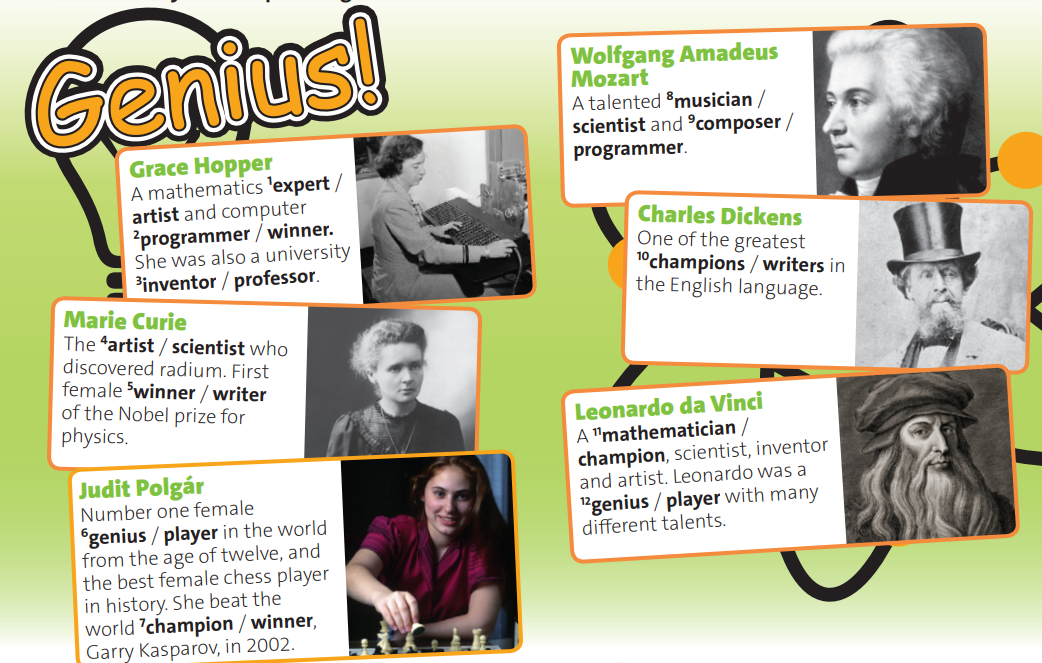 Genius!
Grace Hopper
A mathematics ¹expert /
artist and computer
²programmer / winner.
She was also a university
³inventor / professor.
Marie Curie
The ⁴artist / scientist who
discovered radium. First
female ⁵winner / writer
of the Nobel prize for
physics.
Judit Polgár
Number one female
⁶genius / player in the world
from the age of twelve, and
the best female chess player
in history. She beat the
world ⁷champion / winner,
Garry Kasparov, in 2002.
Wolfgang Amadeus
Mozart
A talented ⁸musician /
scientist and ⁹composer /
programmer.
Charles Dickens
One of the greatest
¹⁰champions / writers in
the English language.
Leonardo da Vinci
A ¹¹mathematician /
champion, scientist, inventor
and artist. Leonardo was a
¹²genius / player with many
different talents.